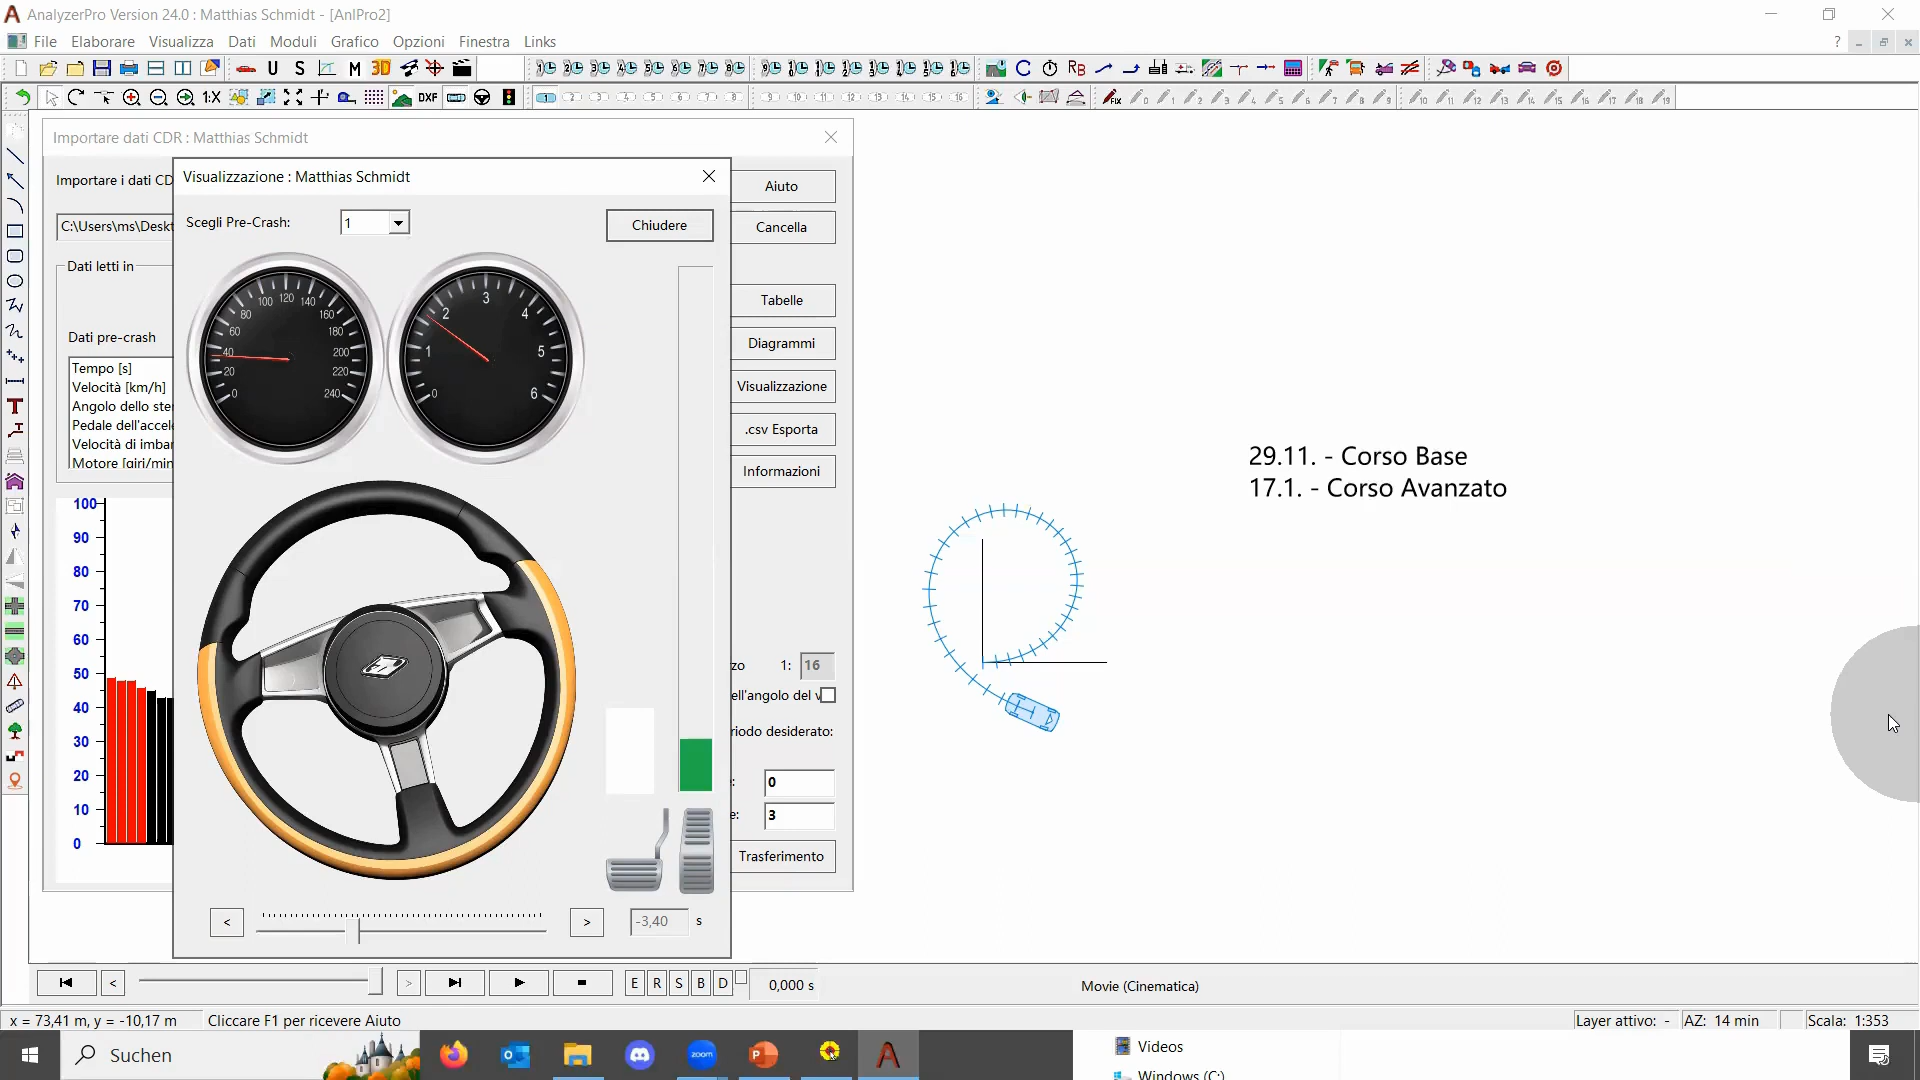 AnalyzerPro Version 24.0 : Matthias Schmidt - [AnlPro2]
File Elaborare Visualizza Dati Moduli Grafico Opzioni Finestra Links
U S M 3D RB
1:X DXF FIX
Importare dati CDR : Matthias Schmidt
Importare i dati CD
C:\Users\ms\Deskt
Dati letti in
Dati pre-crash
Tempo [s]
Velocità [km/h]
Angolo dello ste
Pedale dell'accele
Velocità di imbar
Motore [giri/min
100
90
80
70
60
50
40
30
20
10
0
Visualizzazione : Matthias Schmidt
Scegli Pre-Crash: 1
Chiudere
0 20 40 60 80 100 120 140 160 180 200 220 240
0 1 2 3 4 5 6
< > -3,40 s
Aiuto
Cancella
Tabelle
Diagrammi
Visualizzazione
.csv Esporta
Informazioni
zo 1: 16
ell'angolo del v
riodo desiderato:
: 0
e: 3
Trasferimento
29.11. - Corso Base
17.1. - Corso Avanzato
< > E R S B D 0,000 s Movie (Cinematica)
x = 73,41 m, y = -10,17 m Cliccare F1 per ricevere Aiuto Layer attivo: - AZ: 14 min Scala: 1:353
Suchen
zoom
Videos
Windows (C:)